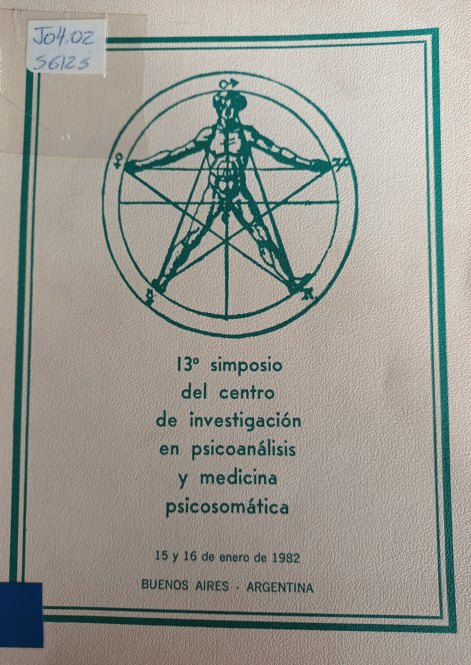 J04.02
S612s
13º simposio
del centro
de investigación
en psicoanálisis
y medicina
psicosomática
15 y 16 de enero de 1982
BUENOS AIRES - ARGENTINA